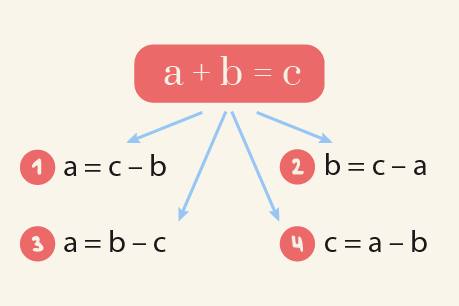 a + b = c
1 a = c – b
2 b = c – a
3 a = b – c
4 c = a – b